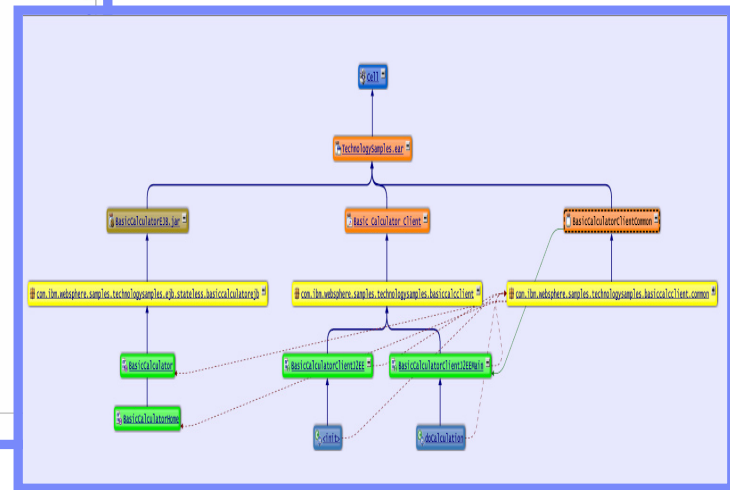 Cell
TechnologySamples.ear
BasicCalculatorEJB.jar
Basic Calculator Client
BasicCalculatorClientCommon
com.ibm.websphere.samples.technologysamples.ejb.stateless.basiccalculatorejb
com.ibm.websphere.samples.technologysamples.basiccalcclient
com.ibm.websphere.samples.technologysamples.basiccalcclient.common
BasicCalculator
BasicCalculatorClientJ2EE
BasicCalculatorClientJ2EEMain
BasicCalculatorHome
<init>
doCalculation